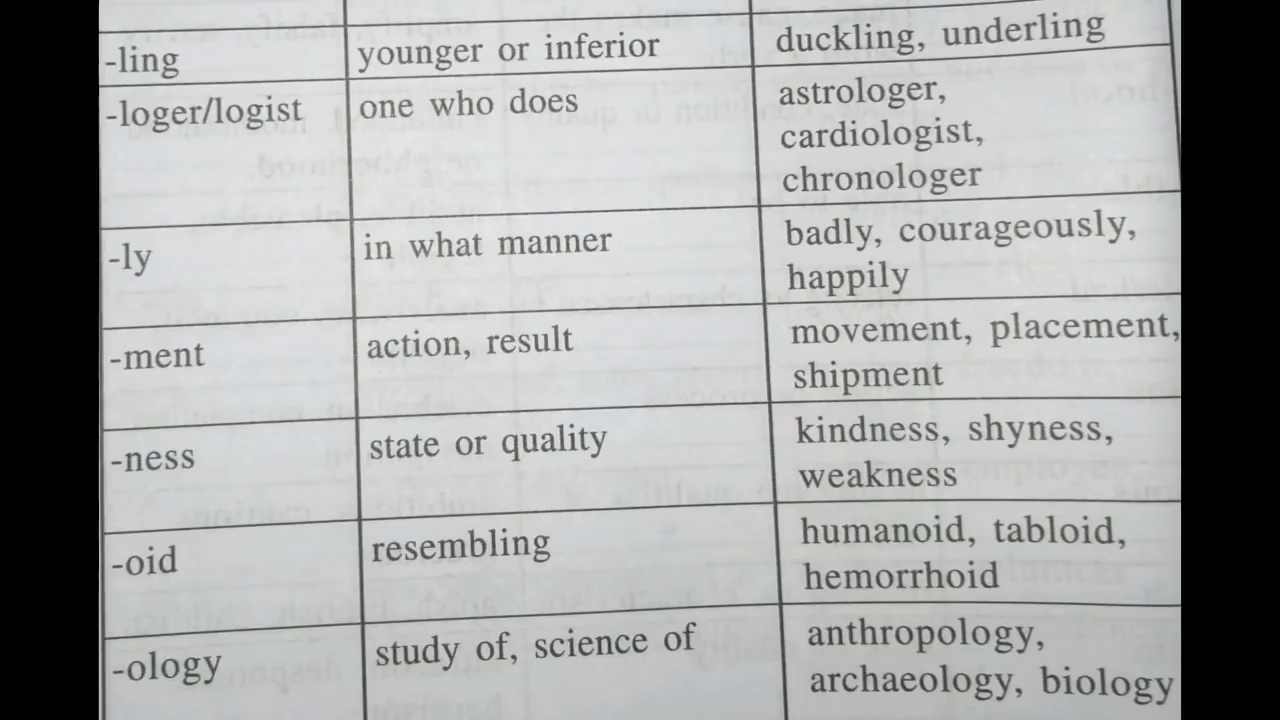 -ling younger or inferior duckling, underling
-loger/logist one who does astrologer,
cardiologist,
chronologer
-ly in what manner badly, courageously,
happily
-ment action, result movement, placement,
shipment
-ness state or quality kindness, shyness,
weakness
-oid resembling humanoid, tabloid,
hemorrhoid
-ology study of, science of anthropology,
archaeology, biology